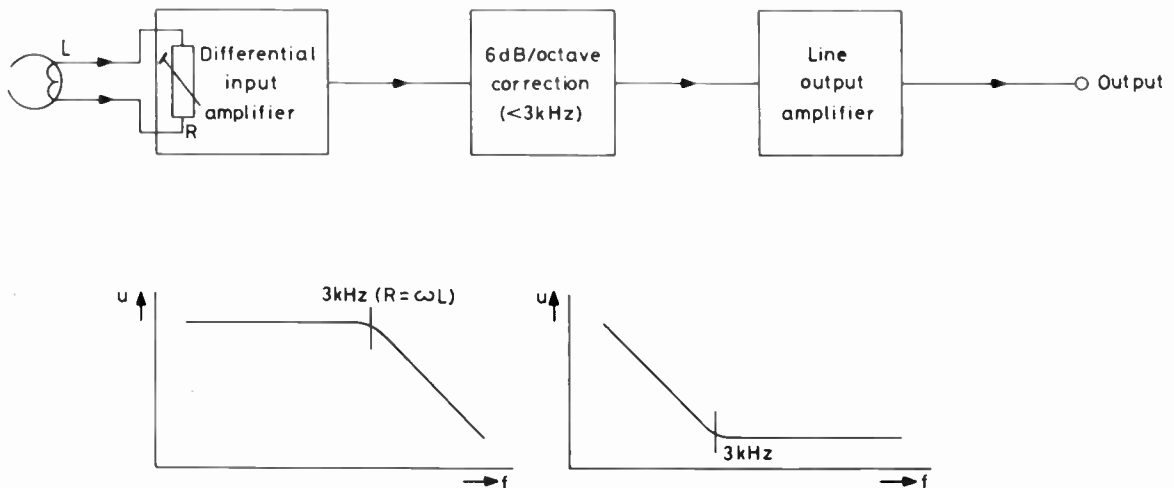 L
R
Differential
input
amplifier
6dB/octave
correction
(<3kHz)
Line
output
amplifier
Output
u
3kHz (R=ωL)
f
u
3kHz
f